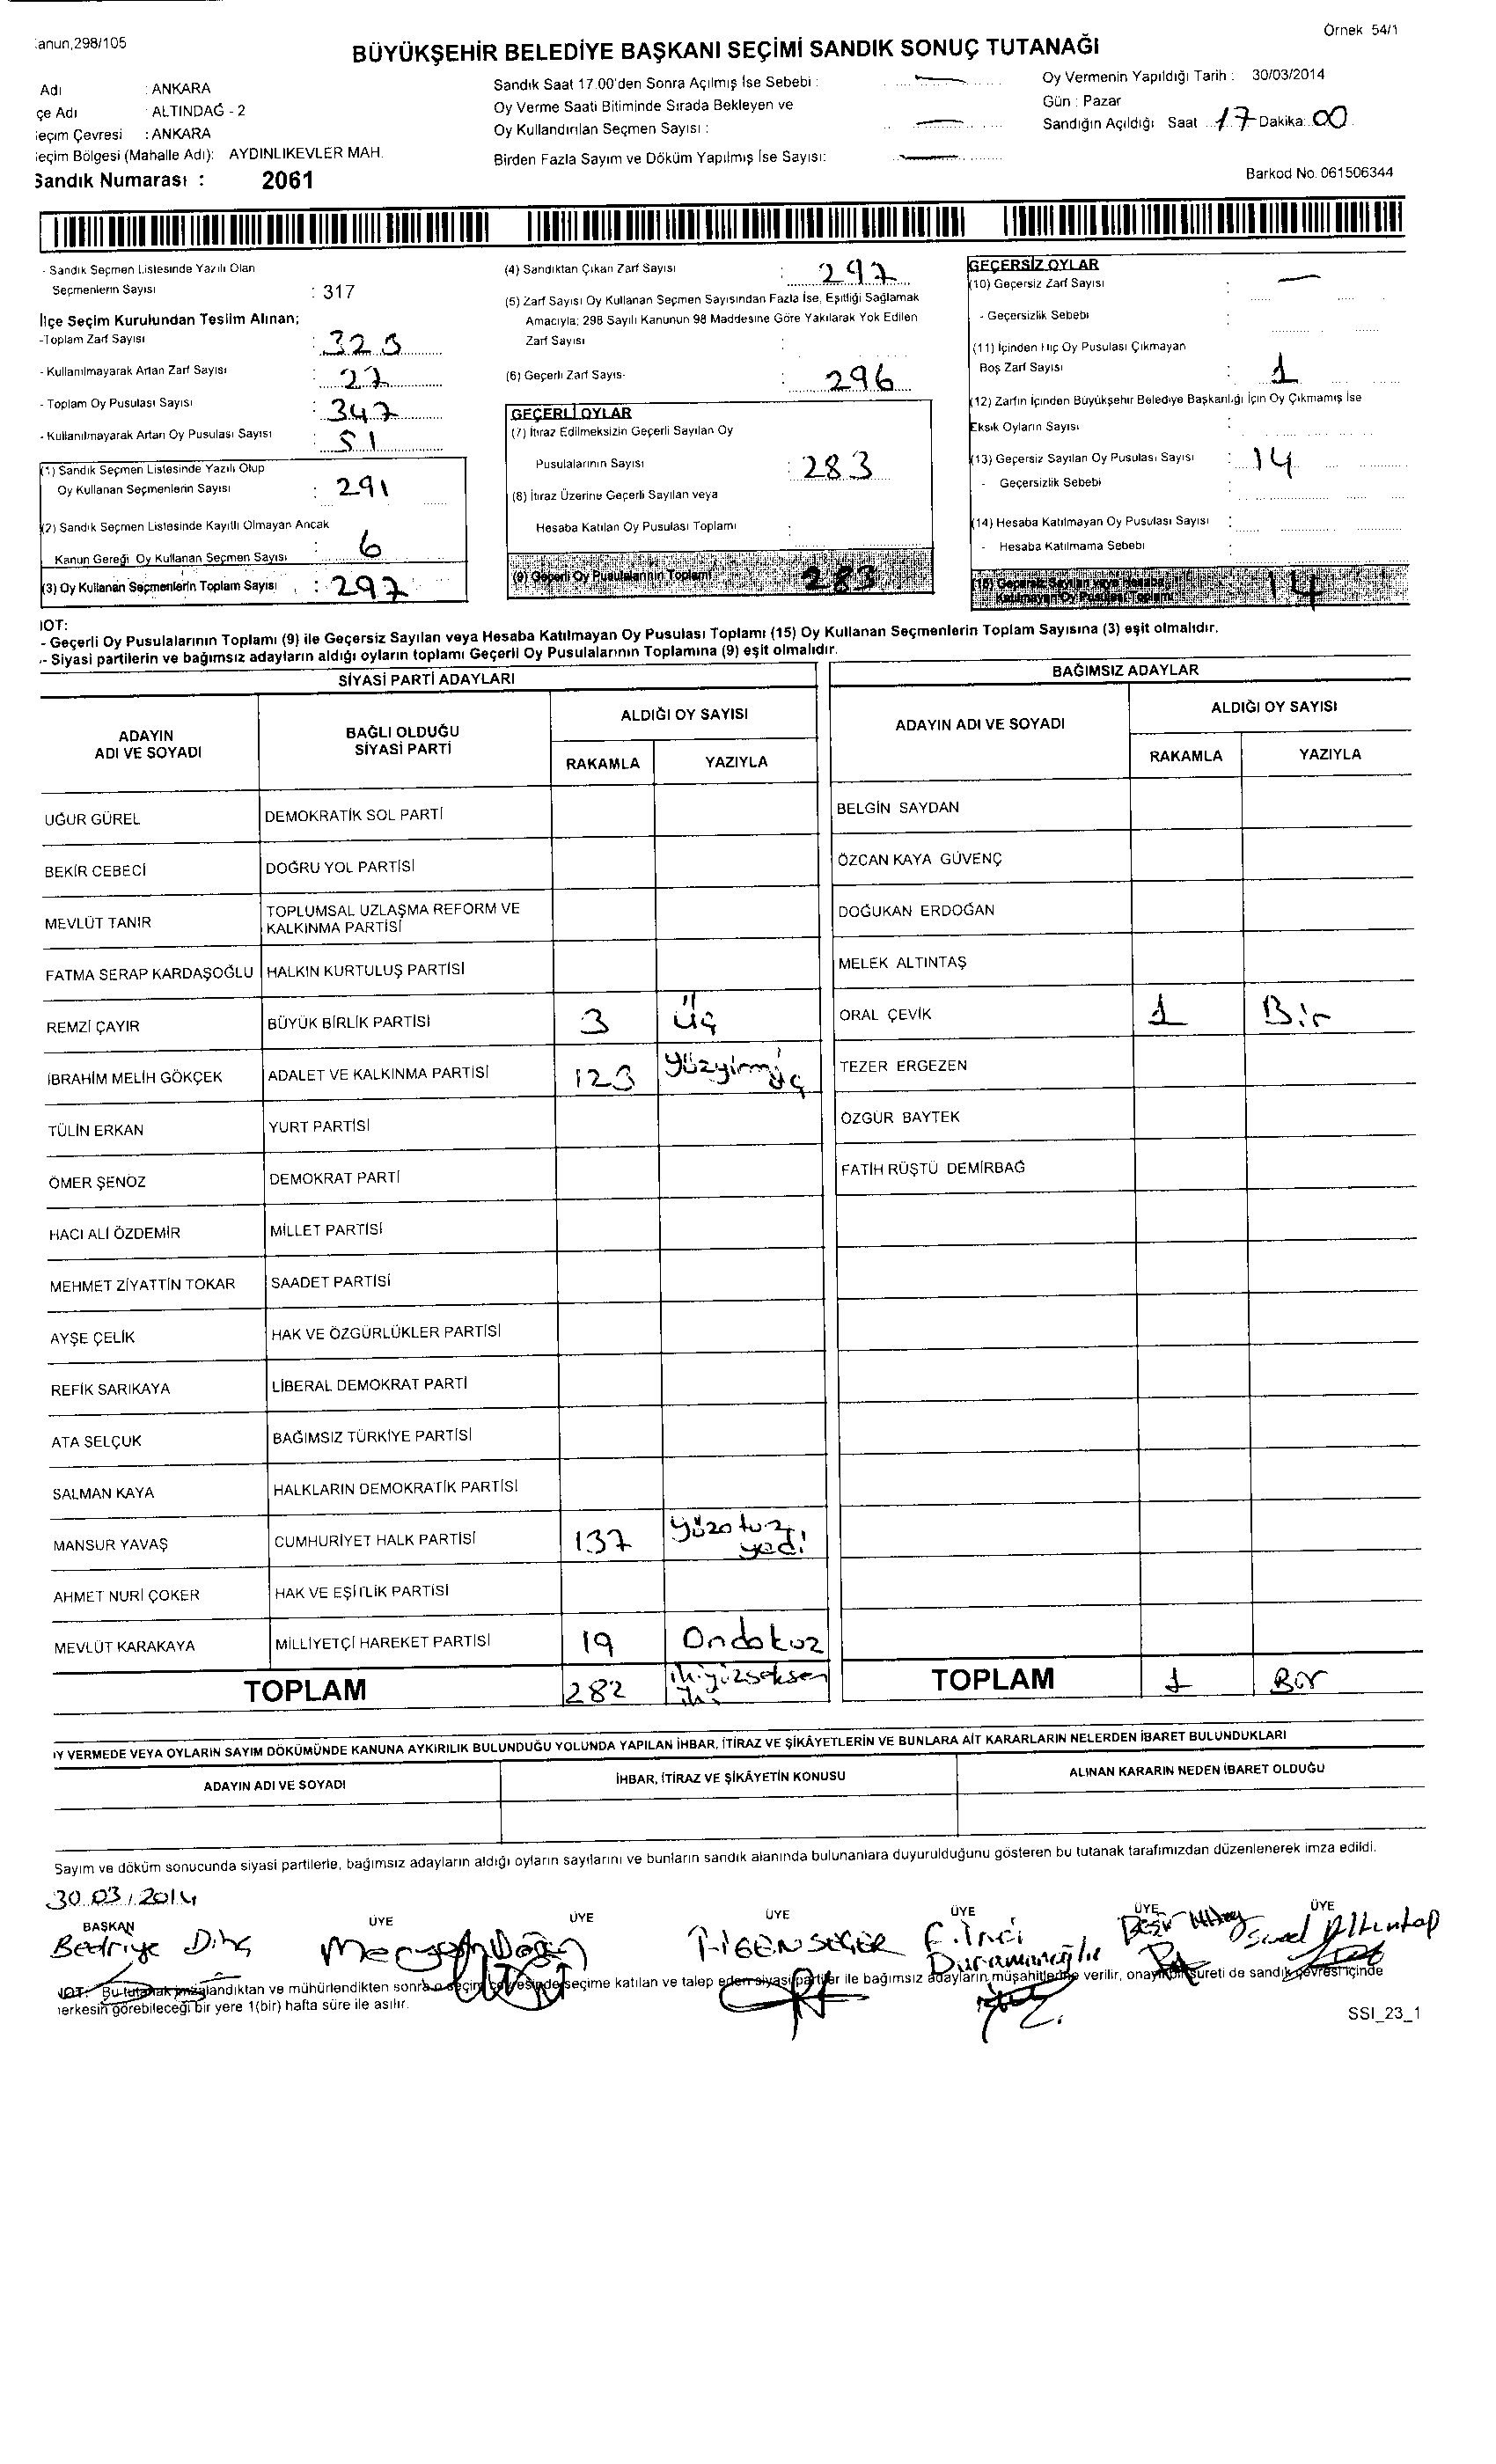 Kanun,298/105
Örnek 54/1
BÜYÜKŞEHİR BELEDİYE BAŞKANI SEÇİMİ SANDIK SONUÇ TUTANAĞI
Adı : ANKARA
çe Adı : ALTINDAĞ - 2
eçim Çevresi : ANKARA
eçim Bölgesi (Mahalle Adı): AYDINLIKEVLER MAH.
Sandık Numarası : 2061
Sandık Saat 17.00'den Sonra Açılmış İse Sebebi :
Oy Verme Saati Bitiminde Sırada Bekleyen ve
Oy Kullandırılan Seçmen Sayısı :
Birden Fazla Sayım ve Döküm Yapılmış İse Sayısı:
Oy Vermenin Yapıldığı Tarih : 30/03/2014
Gün : Pazar
Sandığın Açıldığı Saat 17 Dakika: 00
Barkod No. 061506344
- Sandık Seçmen Listesinde Yazılı Olan
Seçmenlerin Sayısı : 317
İlçe Seçim Kurulundan Teslim Alınan;
-Toplam Zarf Sayısı : 323
- Kullanılmayarak Artan Zarf Sayısı : 27
- Toplam Oy Pusulası Sayısı : 347
- Kullanılmayarak Artan Oy Pusulası Sayısı : 51
(1) Sandık Seçmen Listesinde Yazılı Olup
Oy Kullanan Seçmenlerin Sayısı : 291
(2) Sandık Seçmen Listesinde Kayıtlı Olmayan Ancak
Kanun Gereği Oy Kullanan Seçmen Sayısı : 6
(3) Oy Kullanan Seçmenlerin Toplam Sayısı : 297
(4) Sandıktan Çıkan Zarf Sayısı : 297
(5) Zarf Sayısı Oy Kullanan Seçmen Sayısından Fazla İse, Eşitliği Sağlamak
Amacıyla; 298 Sayılı Kanunun 98 Maddesine Göre Yakılarak Yok Edilen
Zarf Sayısı :
(6) Geçerli Zarf Sayısı : 296
GEÇERLİ OYLAR
(7) İtiraz Edilmeksizin Geçerli Sayılan Oy
Pusulalarının Sayısı : 283
(8) İtiraz Üzerine Geçerli Sayılan veya
Hesaba Katılan Oy Pusulası Toplamı :
(9) Geçerli Oy Pusulalarının Toplamı 283
GEÇERSİZ OYLAR
(10) Geçersiz Zarf Sayısı :
- Geçersizlik Sebebi :
(11) İçinden Hiç Oy Pusulası Çıkmayan
Boş Zarf Sayısı : 1
(12) Zarfın İçinden Büyükşehir Belediye Başkanlığı İçin Oy Çıkmamış İse
Eksik Oyların Sayısı :
(13) Geçersiz Sayılan Oy Pusulası Sayısı : 14
- Geçersizlik Sebebi :
(14) Hesaba Katılmayan Oy Pusulası Sayısı :
- Hesaba Katılmama Sebebi :
(15) Geçersiz Sayılan veya Hesaba
Katılmayan Oy Pusulası Toplamı 14
NOT:
- Geçerli Oy Pusulalarının Toplamı (9) ile Geçersiz Sayılan veya Hesaba Katılmayan Oy Pusulası Toplamı (15) Oy Kullanan Seçmenlerin Toplam Sayısına (3) eşit olmalıdır.
- Siyasi partilerin ve bağımsız adayların aldığı oyların toplamı Geçerli Oy Pusulalarının Toplamına (9) eşit olmalıdır.
SİYASİ PARTİ ADAYLARI
BAĞIMSIZ ADAYLAR
ADAYIN
ADI VE SOYADI
BAĞLI OLDUĞU
SİYASİ PARTİ
ALDIĞI OY SAYISI
RAKAMLA YAZIYLA
ADAYIN ADI VE SOYADI
ALDIĞI OY SAYISI
RAKAMLA YAZIYLA
UĞUR GÜREL DEMOKRATİK SOL PARTİ BELGİN SAYDAN
BEKİR CEBECİ DOĞRU YOL PARTİSİ ÖZCAN KAYA GÜVENÇ
MEVLÜT TANIR TOPLUMSAL UZLAŞMA REFORM VE
KALKINMA PARTİSİ DOĞUKAN ERDOĞAN
FATMA SERAP KARDAŞOĞLU HALKIN KURTULUŞ PARTİSİ MELEK ALTINTAŞ
REMZİ ÇAYIR BÜYÜK BİRLİK PARTİSİ 3 Üç ORAL ÇEVİK 1 Bir
İBRAHİM MELİH GÖKÇEK ADALET VE KALKINMA PARTİSİ 123 Yüzyirmi
üç TEZER ERGEZEN
TÜLİN ERKAN YURT PARTİSİ ÖZGÜR BAYTEK
ÖMER ŞENÖZ DEMOKRAT PARTİ FATİH RÜŞTÜ DEMİRBAĞ
HACI ALİ ÖZDEMİR MİLLET PARTİSİ
MEHMET ZİYATTİN TOKAR SAADET PARTİSİ
AYŞE ÇELİK HAK VE ÖZGÜRLÜKLER PARTİSİ
REFİK SARIKAYA LİBERAL DEMOKRAT PARTİ
ATA SELÇUK BAĞIMSIZ TÜRKİYE PARTİSİ
SALMAN KAYA HALKLARIN DEMOKRATİK PARTİSİ
MANSUR YAVAŞ CUMHURİYET HALK PARTİSİ 137 Yüzotuz
yedi
AHMET NURİ ÇOKER HAK VE EŞİTLİK PARTİSİ
MEVLÜT KARAKAYA MİLLİYETÇİ HAREKET PARTİSİ 19 Ondokuz
TOPLAM 282 ikiyüzseksen
iki TOPLAM 1 Bir
OY VERMEDE VEYA OYLARIN SAYIM DÖKÜMÜNDE KANUNA AYKIRILIK BULUNDUĞU YOLUNDA YAPILAN İHBAR, İTİRAZ VE ŞİKÂYETLERİN VE BUNLARA AİT KARARLARIN NELERDEN İBARET BULUNDUKLARI
ADAYIN ADI VE SOYADI İHBAR, İTİRAZ VE ŞİKÂYETİN KONUSU ALINAN KARARIN NEDEN İBARET OLDUĞU
Sayım ve döküm sonucunda siyasi partilerle, bağımsız adayların aldığı oyların sayılarını ve bunların sandık alanında bulunanlara duyurulduğunu gösteren bu tutanak tarafımızdan düzenlenerek imza edildi.
30.03.2014
BAŞKAN ÜYE ÜYE ÜYE ÜYE ÜYE ÜYE
Bedriye Dinç
NOT: Bu tutanak imzalandıktan ve mühürlendikten sonra o seçim çevresinde seçime katılan ve talep eden siyasi partiler ile bağımsız adayların müşahitlerine verilir, onaylı bir sureti de sandık çevresi içinde
herkesin görebileceği bir yere 1(bir) hafta süre ile asılır.
SSI_23_1